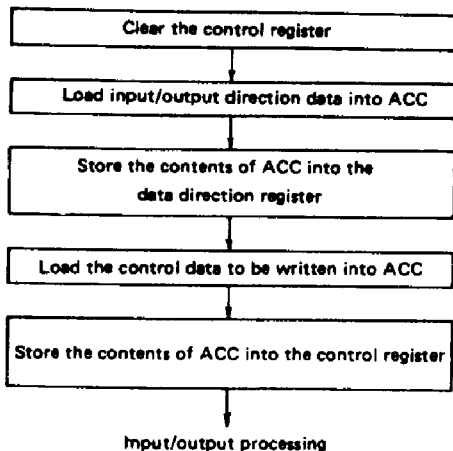 Clear the control register
Load input/output direction data into ACC
Store the contents of ACC into the
data direction register
Load the control data to be written into ACC
Store the contents of ACC into the control register
Input/output processing